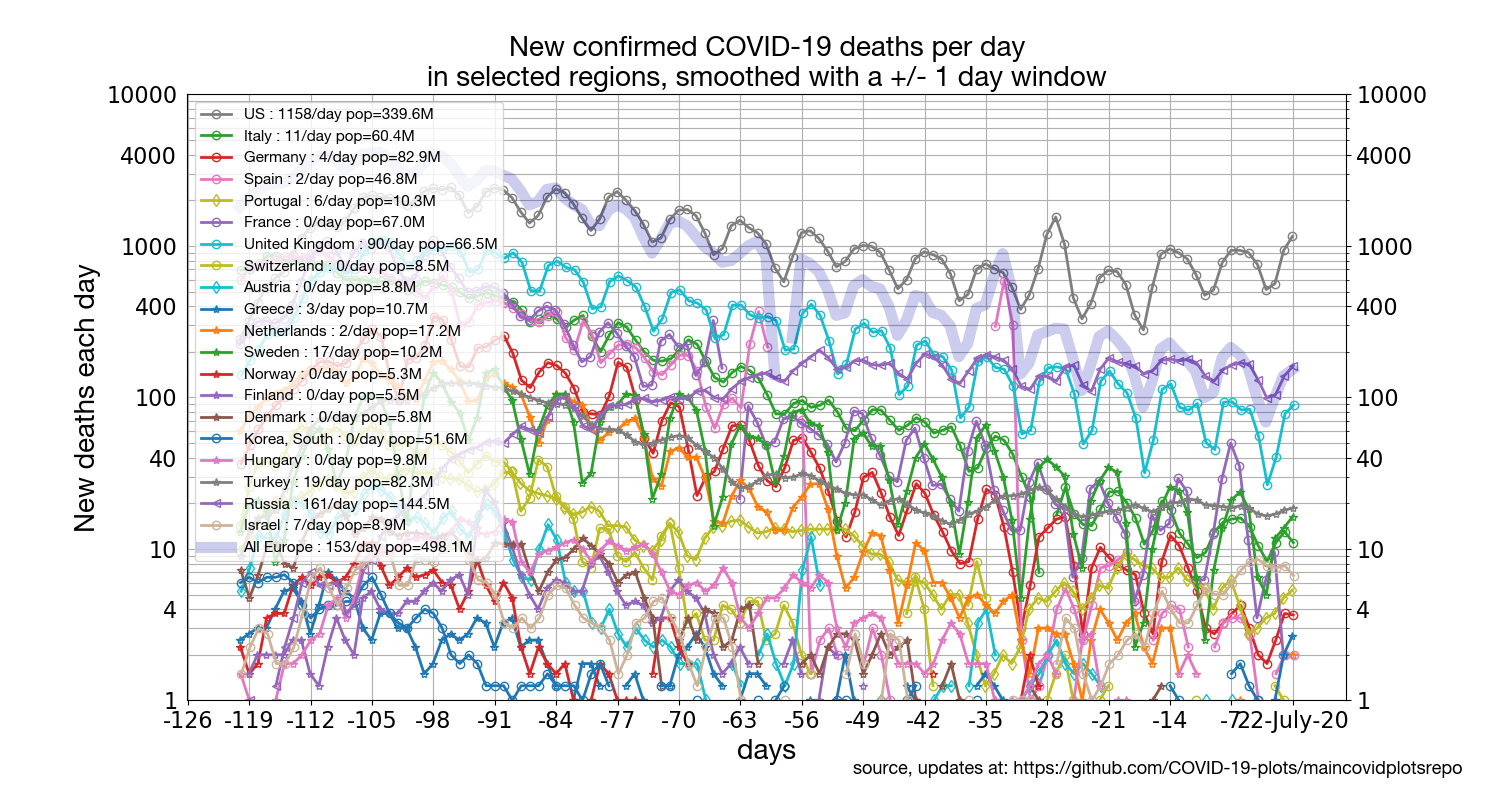 New confirmed COVID-19 deaths per day
in selected regions, smoothed with a +/- 1 day window
10000
4000
1000
400
100
40
10
4
1
New deaths each day
US : 1158/day pop=339.6M
Italy : 11/day pop=60.4M
Germany : 4/day pop=82.9M
Spain : 2/day pop=46.8M
Portugal : 6/day pop=10.3M
France : 0/day pop=67.0M
United Kingdom : 90/day pop=66.5M
Switzerland : 0/day pop=8.5M
Austria : 0/day pop=8.8M
Greece : 3/day pop=10.7M
Netherlands : 2/day pop=17.2M
Sweden : 17/day pop=10.2M
Norway : 0/day pop=5.3M
Finland : 0/day pop=5.5M
Denmark : 0/day pop=5.8M
Korea, South : 0/day pop=51.6M
Hungary : 0/day pop=9.8M
Turkey : 19/day pop=82.3M
Russia : 161/day pop=144.5M
Israel : 7/day pop=8.9M
All Europe : 153/day pop=498.1M
10000
4000
1000
400
100
40
10
4
1
-126 -119 -112 -105 -98 -91 -84 -77 -70 -63 -56 -49 -42 -35 -28 -21 -14 -7 22-July-20
days
source, updates at: https://github.com/COVID-19-plots/maincovidplotsrepo